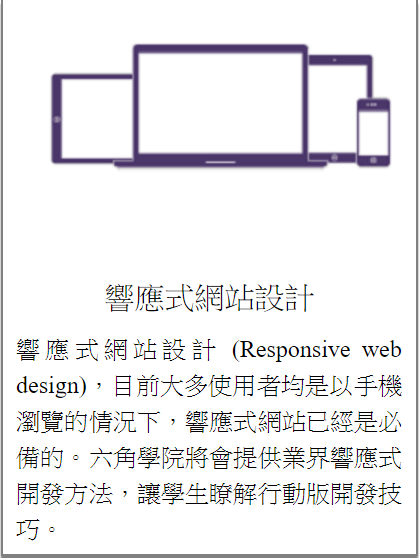 響應式網站設計
響應式網站設計 (Responsive web
design)，目前大多使用者均是以手機
瀏覽的情況下，響應式網站已經是必
備的。六角學院將會提供業界響應式
開發方法，讓學生瞭解行動版開發技
巧。